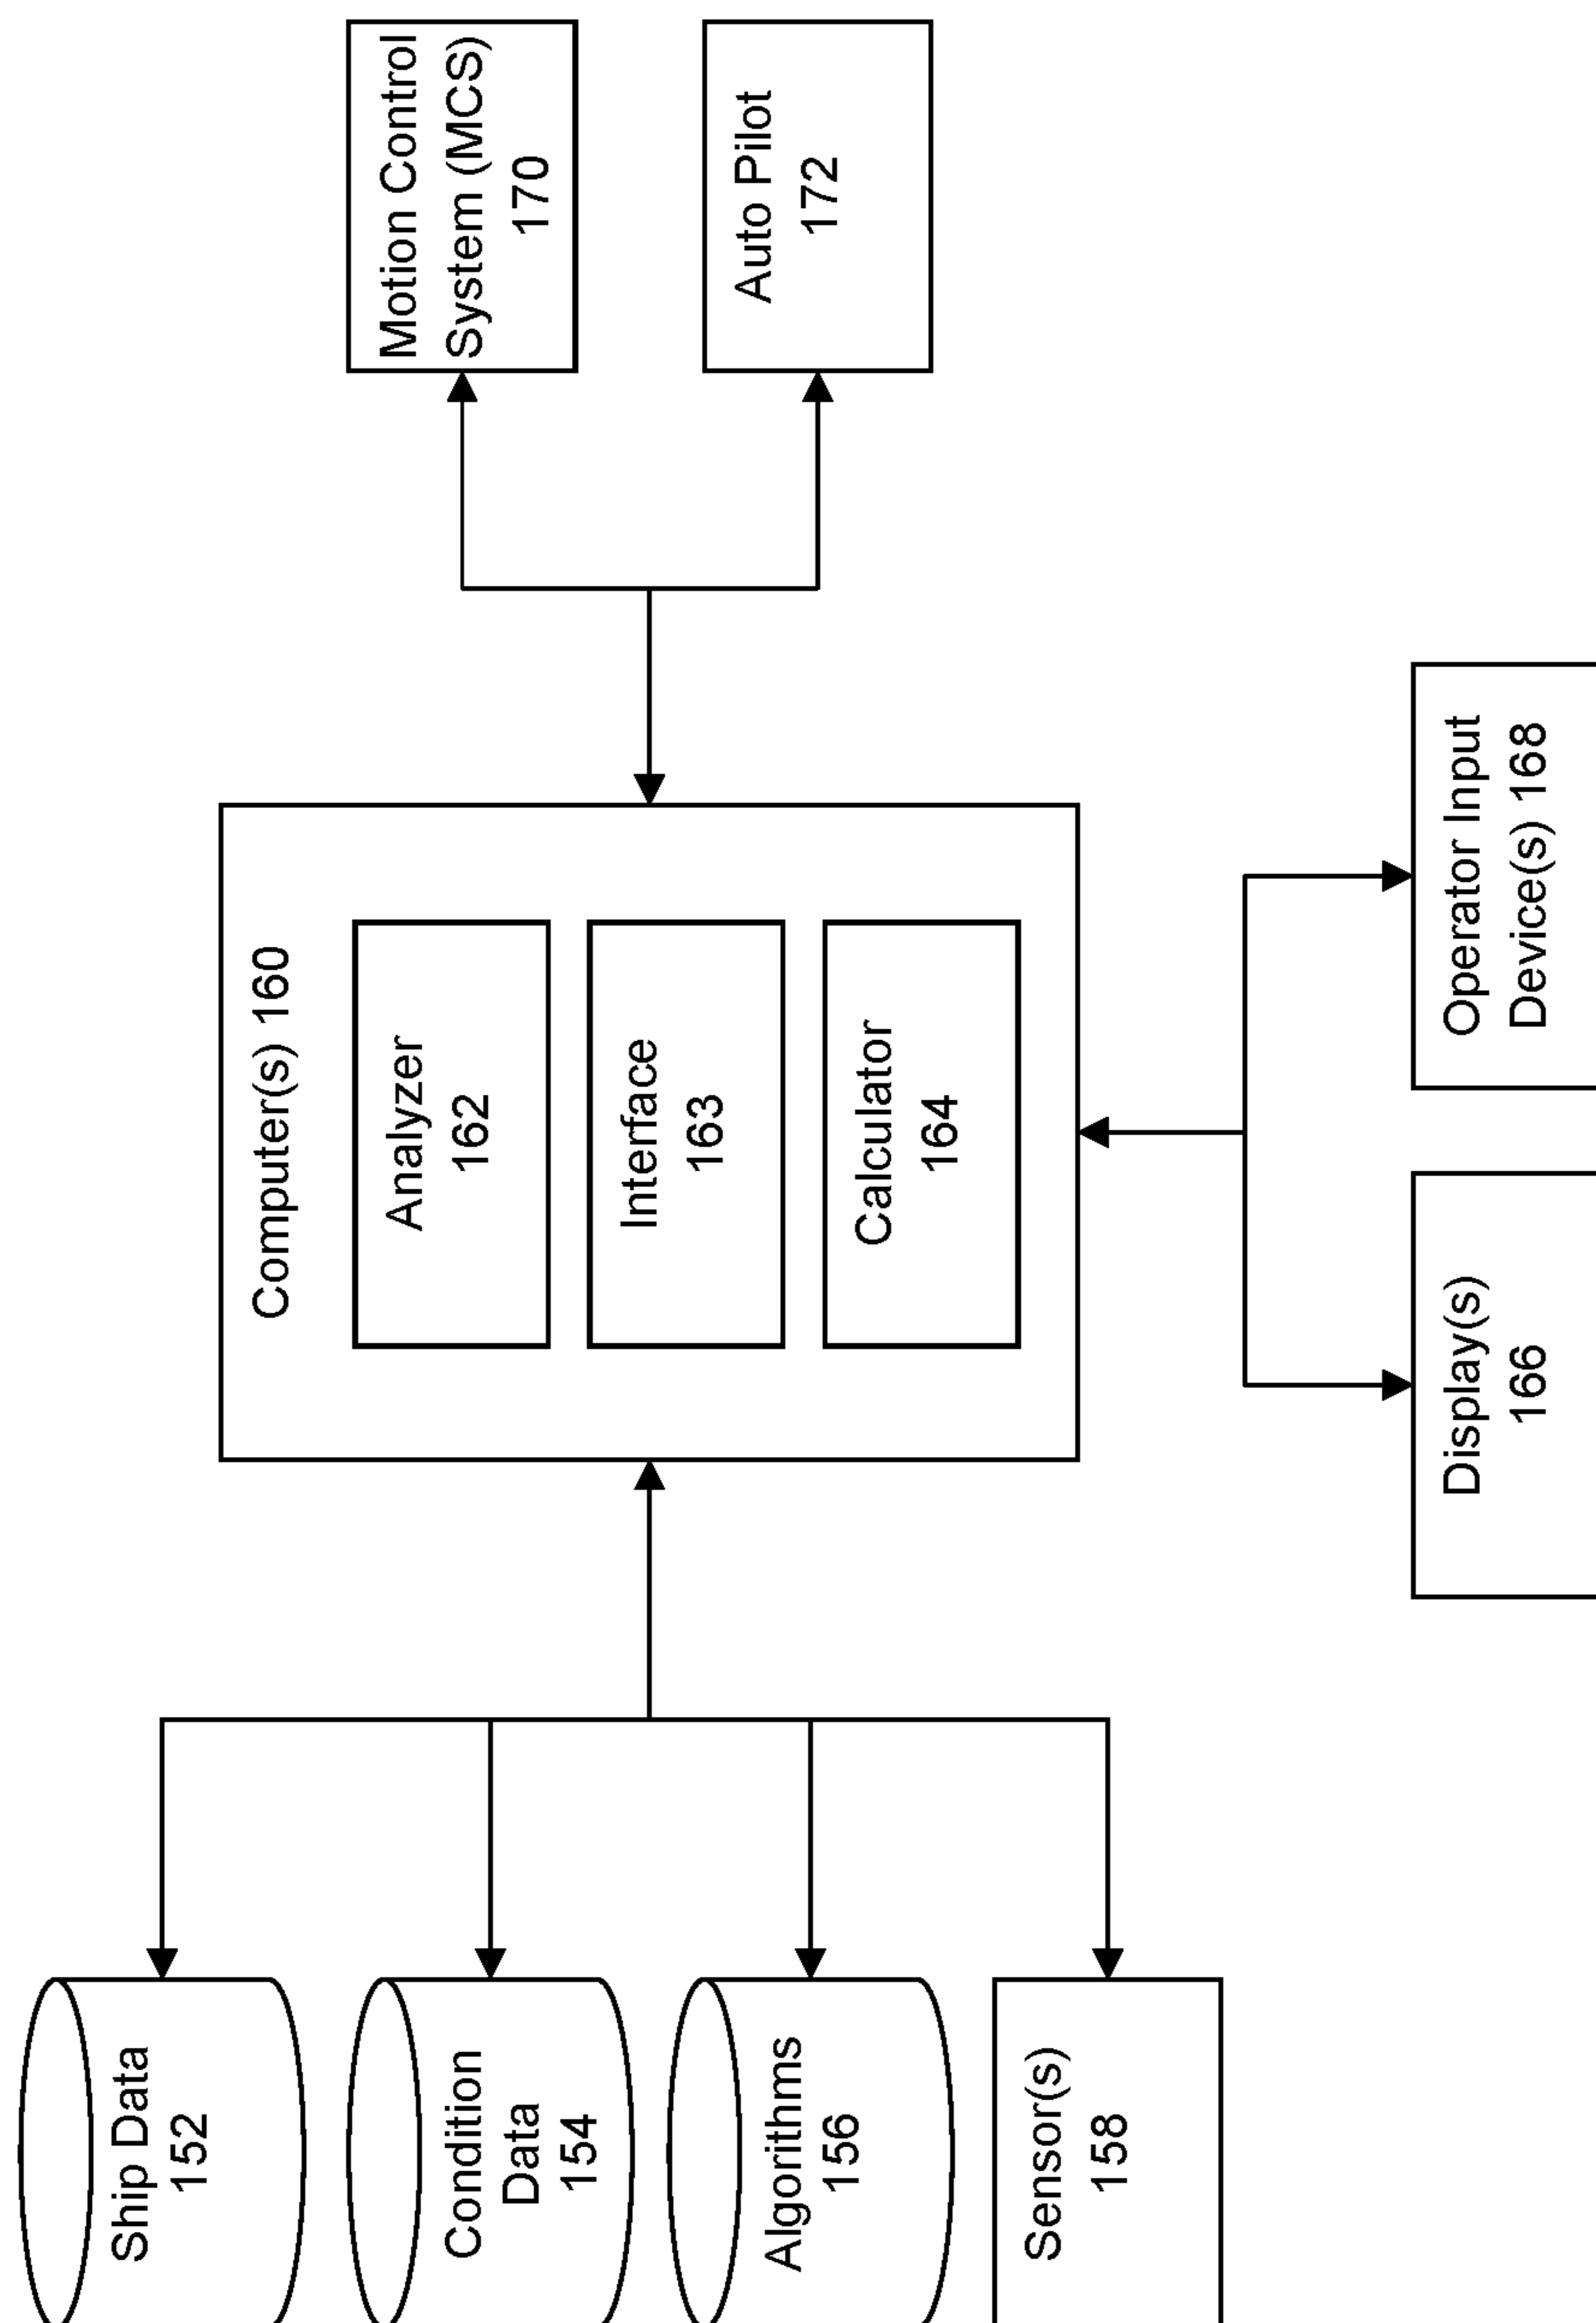 Ship Data
152
Condition
Data
154
Algorithms
156
Sensor(s)
158
Computer(s) 160
Analyzer
162
Interface
163
Calculator
164
Display(s)
166
Operator Input
Device(s) 168
Motion Control
System (MCS)
170
Auto Pilot
172